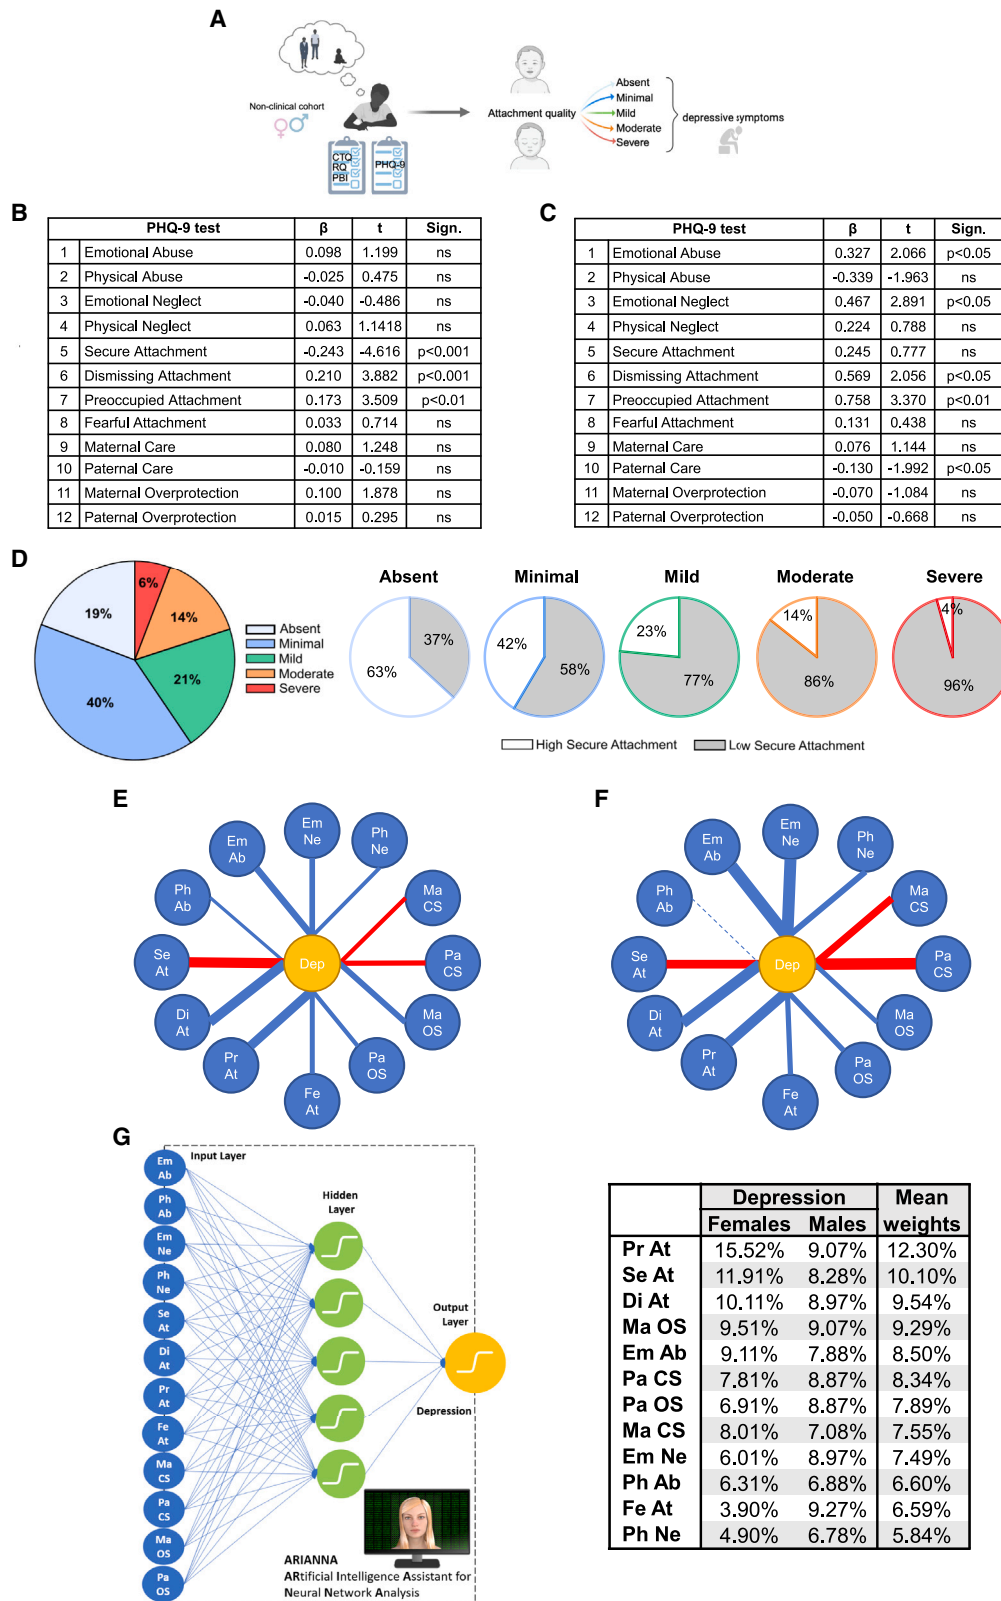 A
Non-clinical cohort
CTQ
RQ
PBI
PHQ-9
Attachment quality
Absent
Minimal
Mild
Moderate
Severe
depressive symptoms
B
PHQ-9 test β t Sign.
1 Emotional Abuse 0.098 1.199 ns
2 Physical Abuse -0.025 0.475 ns
3 Emotional Neglect -0.040 -0.486 ns
4 Physical Neglect 0.063 1.1418 ns
5 Secure Attachment -0.243 -4.616 p<0.001
6 Dismissing Attachment 0.210 3.882 p<0.001
7 Preoccupied Attachment 0.173 3.509 p<0.01
8 Fearful Attachment 0.033 0.714 ns
9 Maternal Care 0.080 1.248 ns
10 Paternal Care -0.010 -0.159 ns
11 Maternal Overprotection 0.100 1.878 ns
12 Paternal Overprotection 0.015 0.295 ns
C
PHQ-9 test β t Sign.
1 Emotional Abuse 0.327 2.066 p<0.05
2 Physical Abuse -0.339 -1.963 ns
3 Emotional Neglect 0.467 2.891 p<0.05
4 Physical Neglect 0.224 0.788 ns
5 Secure Attachment 0.245 0.777 ns
6 Dismissing Attachment 0.569 2.056 p<0.05
7 Preoccupied Attachment 0.758 3.370 p<0.01
8 Fearful Attachment 0.131 0.438 ns
9 Maternal Care 0.076 1.144 ns
10 Paternal Care -0.130 -1.992 p<0.05
11 Maternal Overprotection -0.070 -1.084 ns
12 Paternal Overprotection -0.050 -0.668 ns
D
6%
14%
21%
40%
19%
Absent
Minimal
Mild
Moderate
Severe
Absent
63%
37%
Minimal
42%
58%
Mild
23%
77%
Moderate
14%
86%
Severe
4%
96%
High Secure Attachment
Low Secure Attachment
E
Em
Ne
Em
Ab
Ph
Ne
Ph
Ab
Ma
CS
Se
At
Dep
Pa
CS
Di
At
Ma
OS
Pr
At
Pa
OS
Fe
At
F
Em
Ne
Em
Ab
Ph
Ne
Ph
Ab
Ma
CS
Se
At
Dep
Pa
CS
Di
At
Ma
OS
Pr
At
Pa
OS
Fe
At
G
Input Layer
Em
Ab
Ph
Ab
Em
Ne
Ph
Ne
Se
At
Di
At
Pr
At
Fe
At
Ma
CS
Pa
CS
Ma
OS
Pa
OS
Hidden
Layer
Output
Layer
Depression
ARIANNA
ARtificial Intelligence Assistant for
Neural Network Analysis
Depression Mean
Females Males weights
Pr At 15.52% 9.07% 12.30%
Se At 11.91% 8.28% 10.10%
Di At 10.11% 8.97% 9.54%
Ma OS 9.51% 9.07% 9.29%
Em Ab 9.11% 7.88% 8.50%
Pa CS 7.81% 8.87% 8.34%
Pa OS 6.91% 8.87% 7.89%
Ma CS 8.01% 7.08% 7.55%
Em Ne 6.01% 8.97% 7.49%
Ph Ab 6.31% 6.88% 6.60%
Fe At 3.90% 9.27% 6.59%
Ph Ne 4.90% 6.78% 5.84%